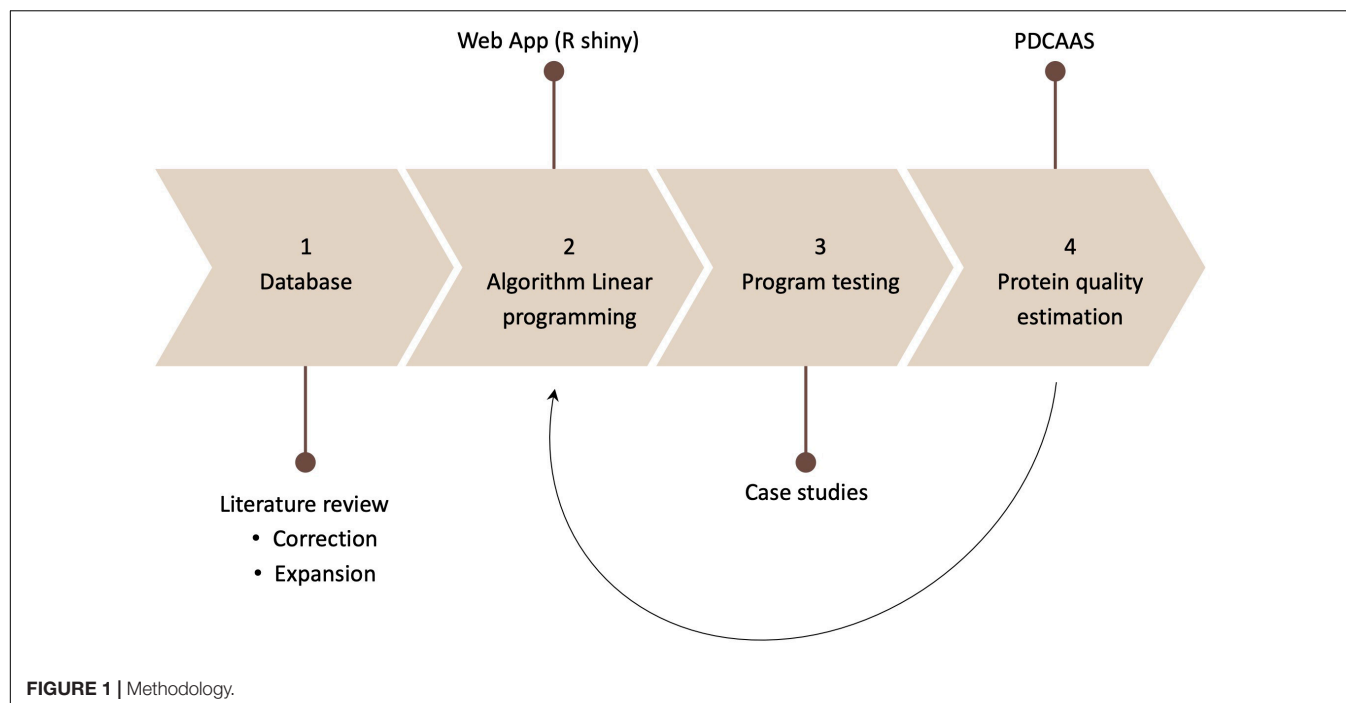 Web App (R shiny)
PDCAAS
1
Database
2
Algorithm Linear
programming
3
Program testing
4
Protein quality
estimation
Literature review
• Correction
• Expansion
Case studies
FIGURE 1 | Methodology.